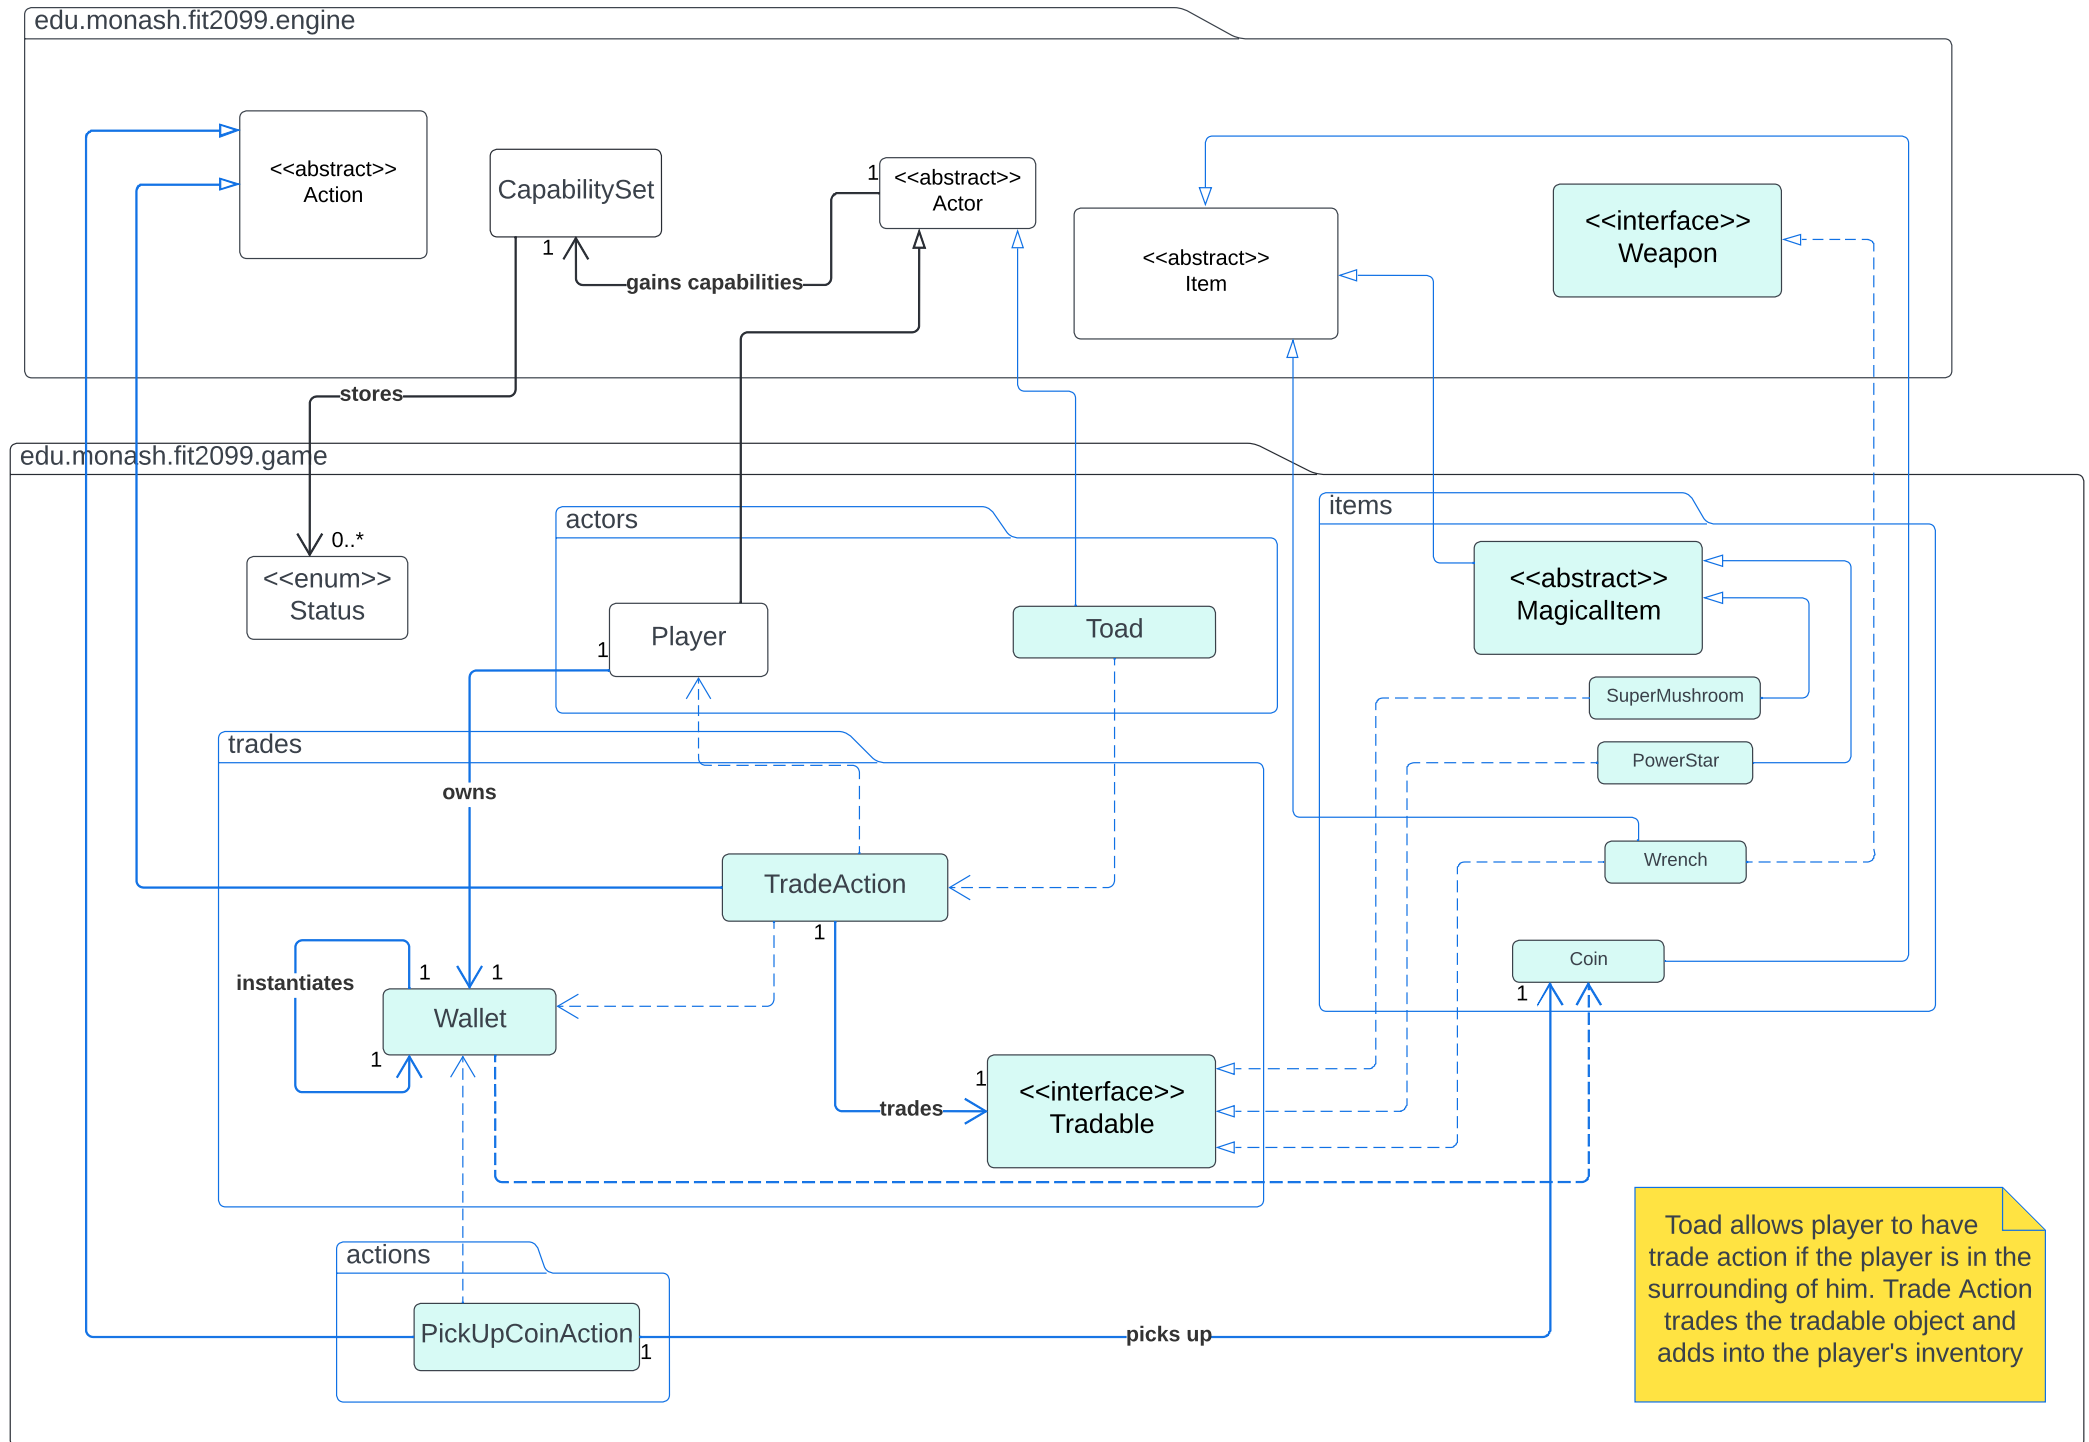 edu.monash.fit2099.engine
<<abstract>>
Action
CapabilitySet
1
1
<<abstract>>
Actor
gains capabilities
<<abstract>>
Item
<<interface>>
Weapon
stores
edu.monash.fit2099.game
0..*
<<enum>>
Status
actors
Player
1
Toad
items
<<abstract>>
MagicalItem
SuperMushroom
PowerStar
Wrench
Coin
1
trades
owns
TradeAction
1
instantiates
1
1
Wallet
1
trades
1
<<interface>>
Tradable
actions
PickUpCoinAction
1
picks up
Toad allows player to have
trade action if the player is in the
surrounding of him. Trade Action
trades the tradable object and
adds into the player's inventory